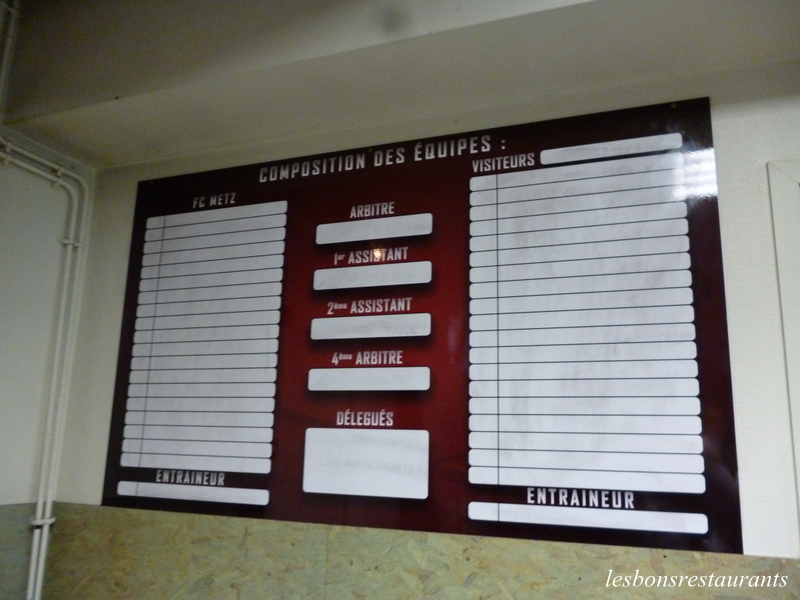 COMPOSITION DES ÉQUIPES :
FC METZ
ARBITRE
1er ASSISTANT
2ème ASSISTANT
4ème ARBITRE
DÉLEGUÉS
ENTRAINEUR
VISITEURS
ENTRAINEUR
lesbonsrestaurants